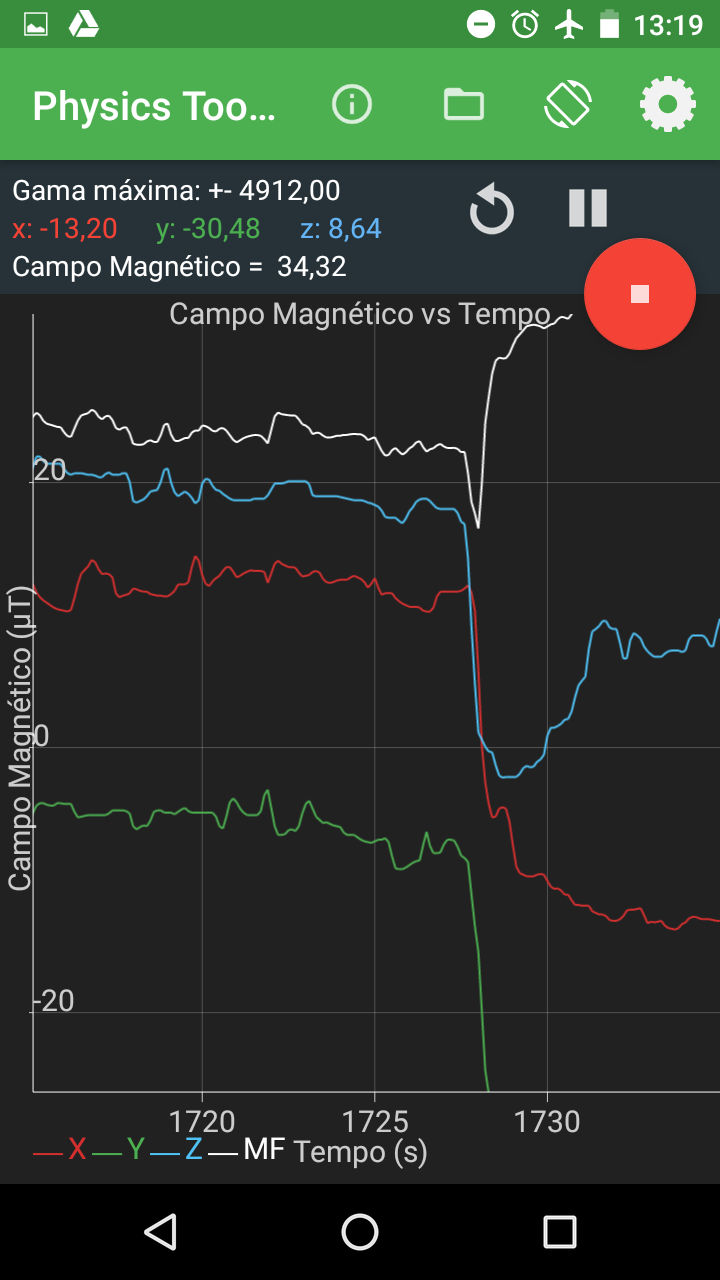 13:19
Physics Too...
Gama máxima: +- 4912,00
x: -13,20 y: -30,48 z: 8,64
Campo Magnético = 34,32
Campo Magnético vs Tempo
20
0
-20
Campo Magnético (μT)
1720 1725 1730
X Y Z MF Tempo (s)